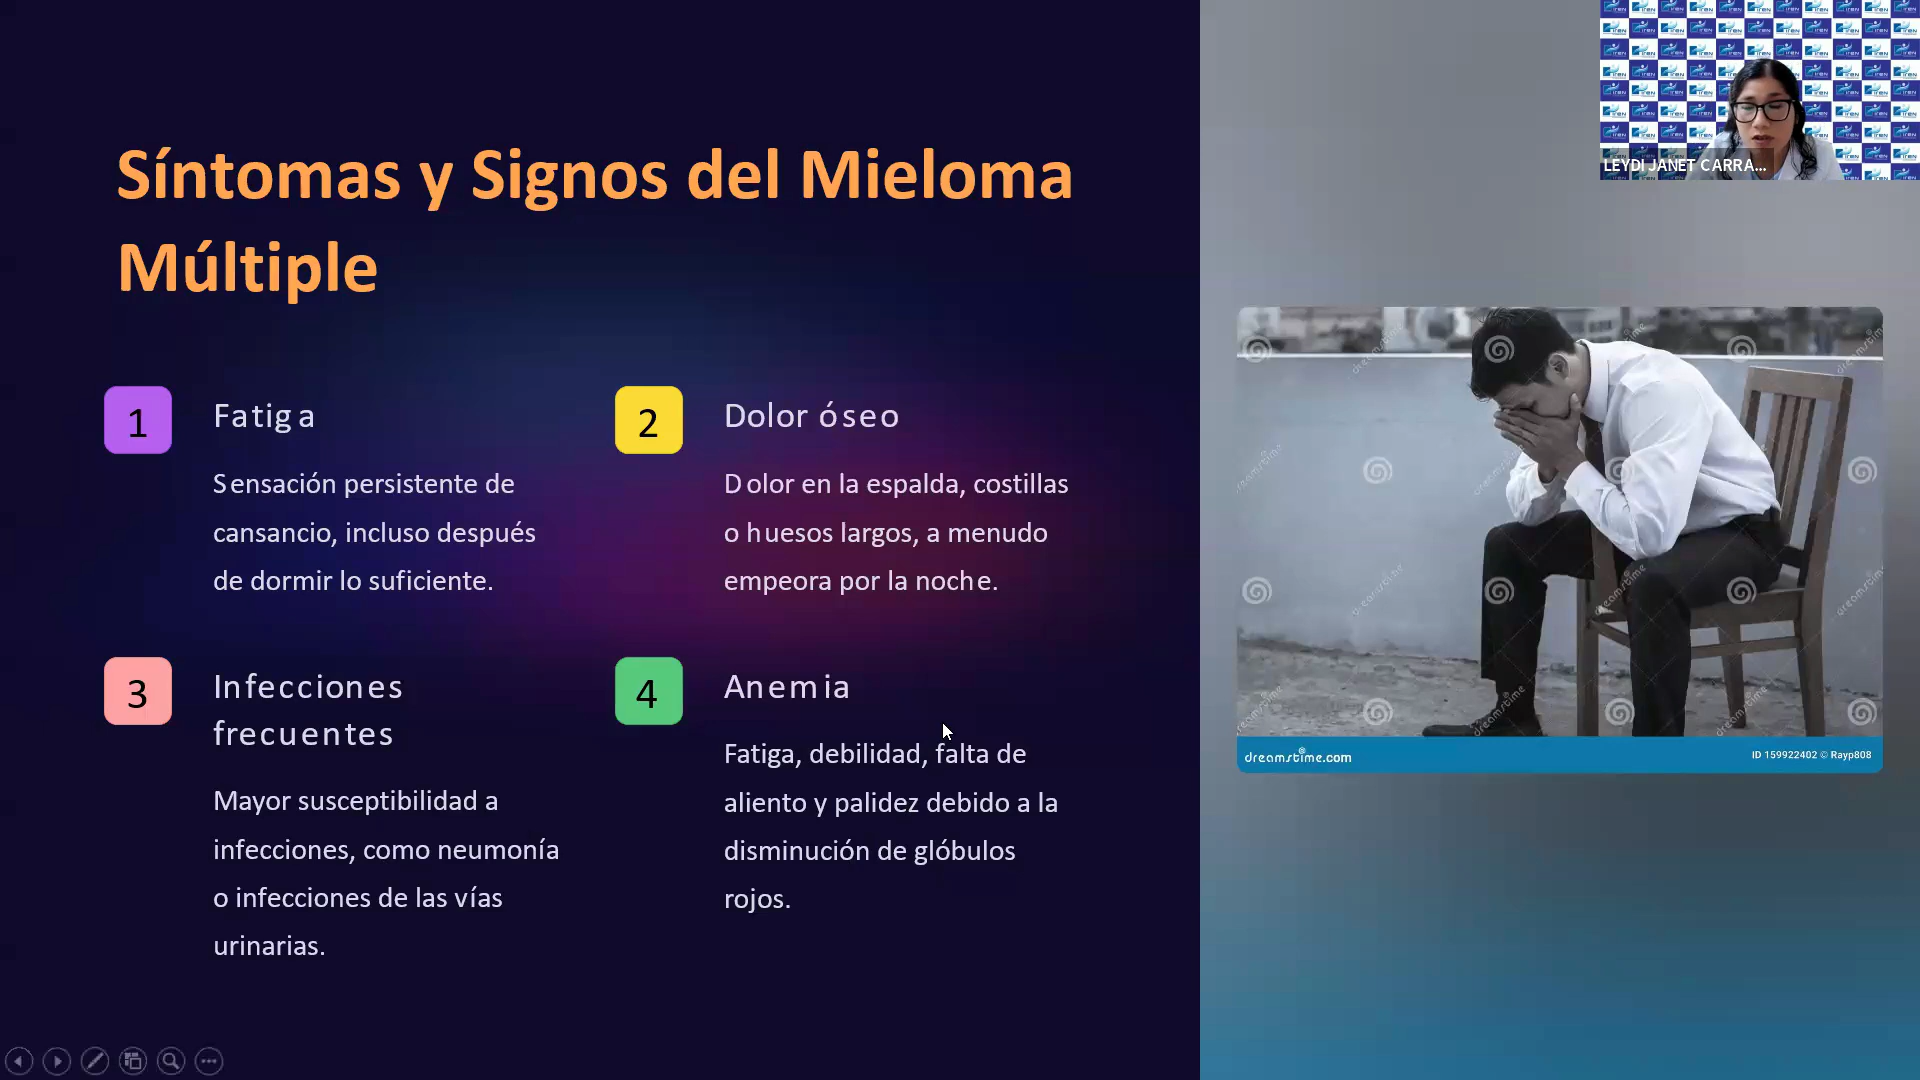 Síntomas y Signos del Mieloma
Múltiple
1
Fatiga
Sensación persistente de
cansancio, incluso después
de dormir lo suficiente.
2
Dolor óseo
Dolor en la espalda, costillas
o huesos largos, a menudo
empeora por la noche.
3
Infecciones
frecuentes
Mayor susceptibilidad a
infecciones, como neumonía
o infecciones de las vías
urinarias.
4
Anemia
Fatiga, debilidad, falta de
aliento y palidez debido a la
disminución de glóbulos
rojos.
LEYDI JANET CARRA...
iren
dreamstime
dreamstime.com
ID 159922402 © Rayp808